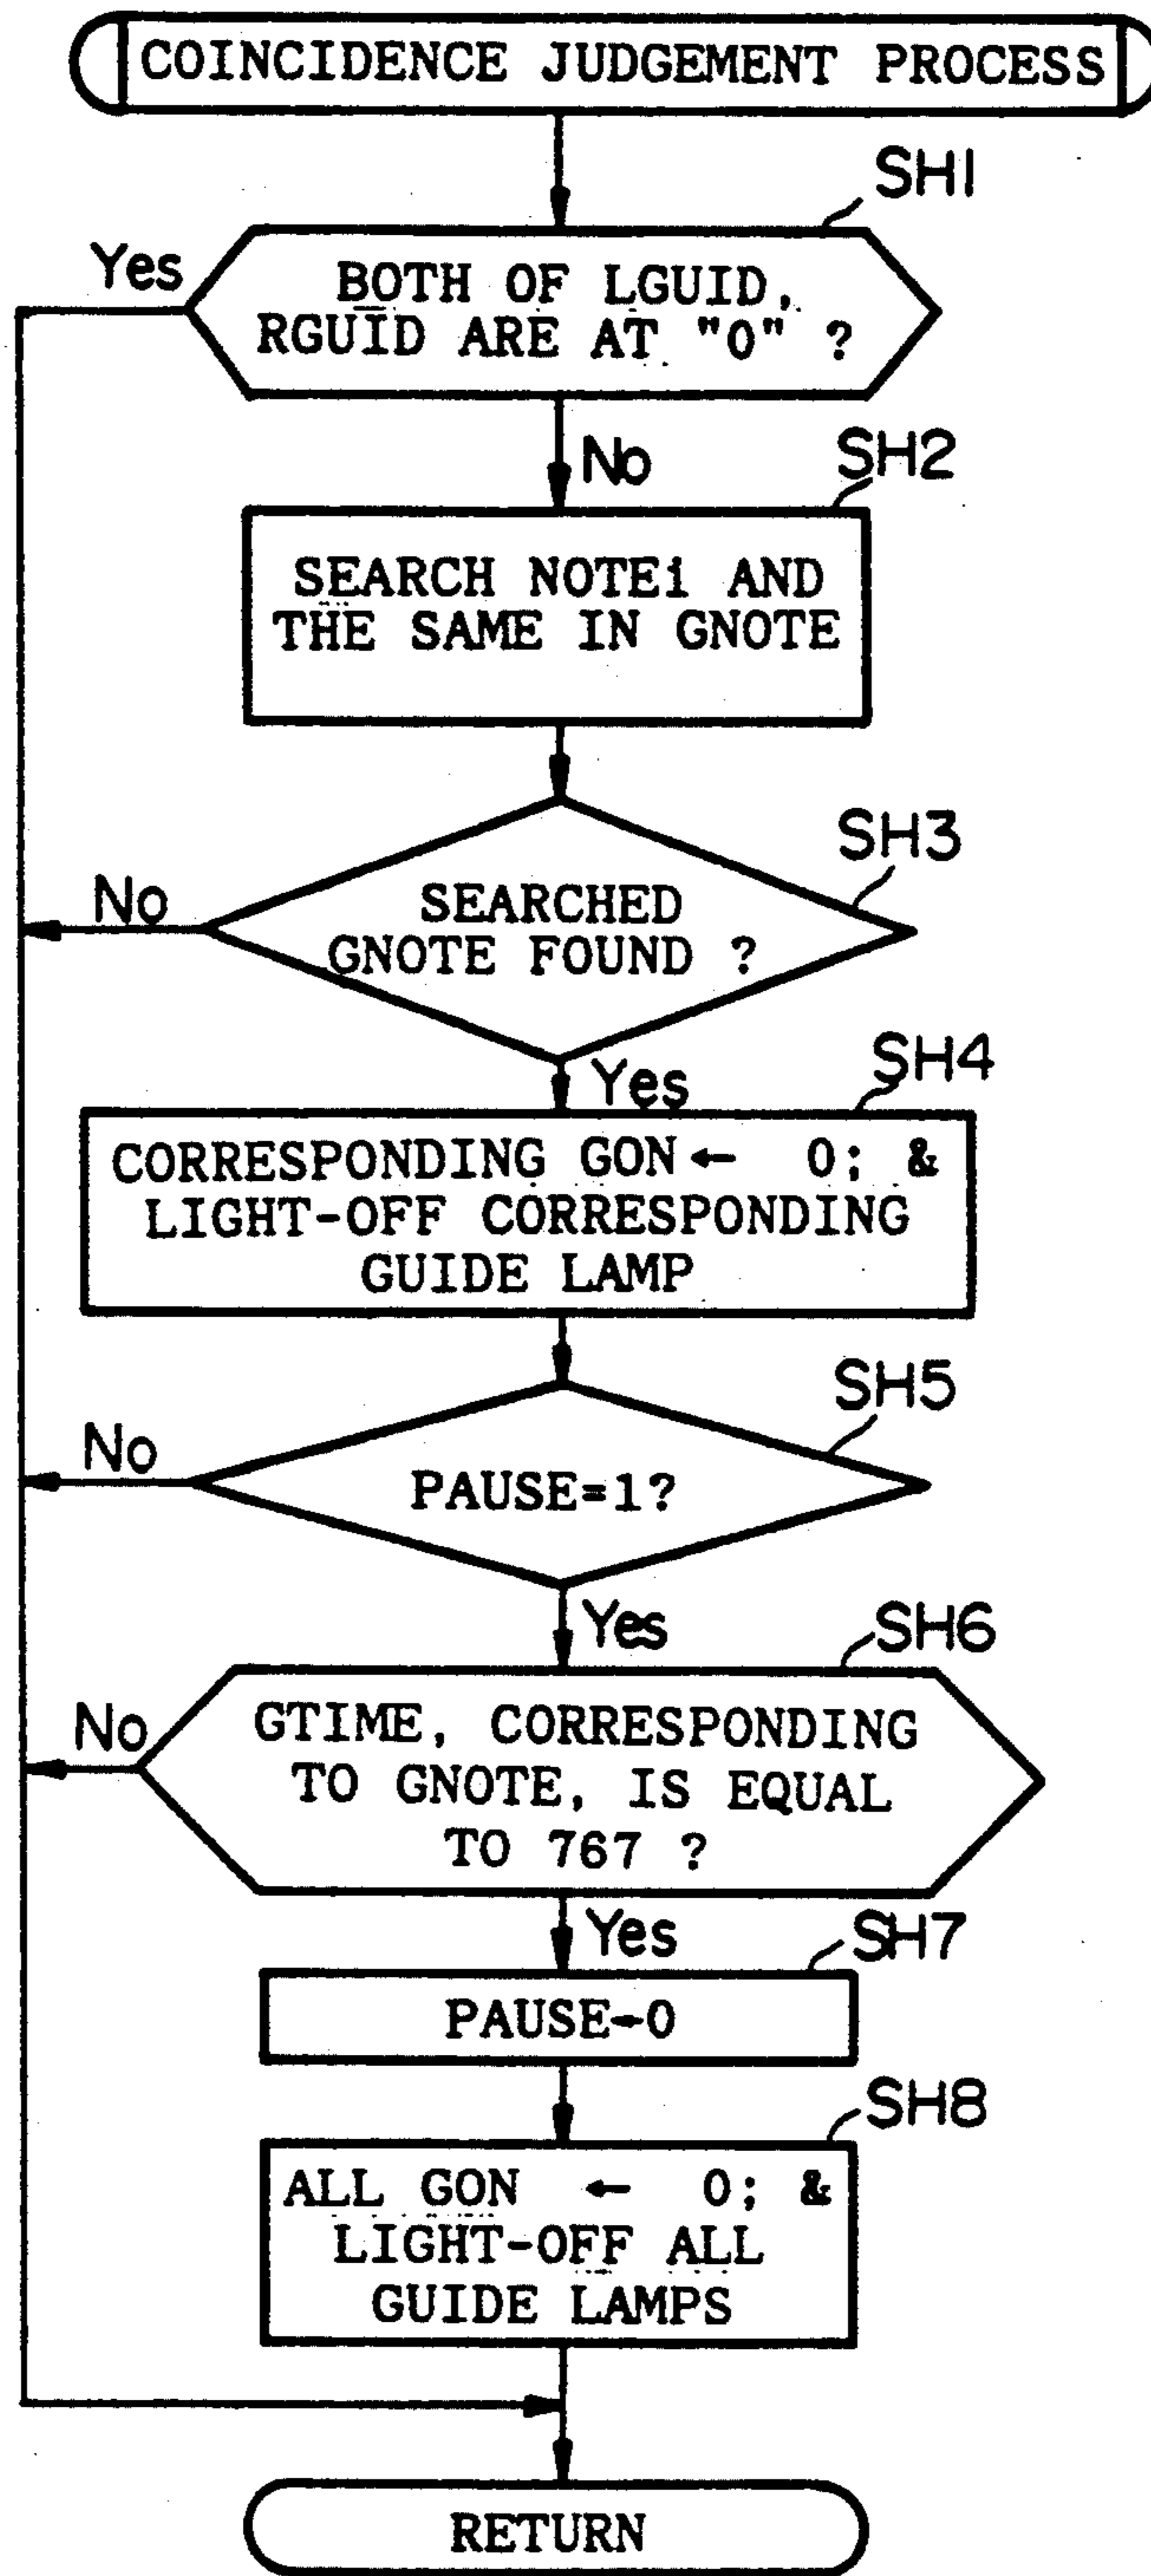 COINCIDENCE JUDGEMENT PROCESS
SH1
Yes
BOTH OF LGUID,
RGUID ARE AT "0" ?
No
SH2
SEARCH NOTEi AND
THE SAME IN GNOTE
SH3
No
SEARCHED
GNOTE FOUND ?
Yes
SH4
CORRESPONDING GON ← 0; &
LIGHT-OFF CORRESPONDING
GUIDE LAMP
SH5
No
PAUSE=1?
Yes
SH6
No
GTIME, CORRESPONDING
TO GNOTE, IS EQUAL
TO 767 ?
Yes
SH7
PAUSE←0
SH8
ALL GON ← 0; &
LIGHT-OFF ALL
GUIDE LAMPS
RETURN